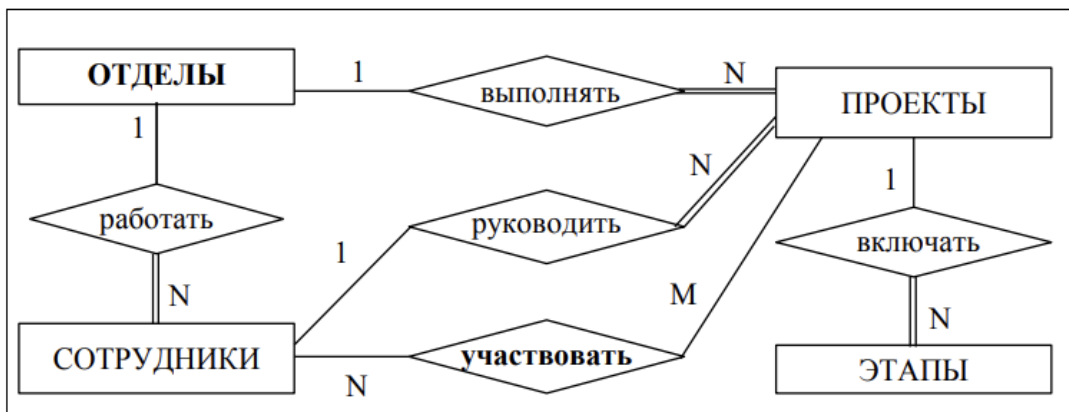 ОТДЕЛЫ
1
выполнять
N
ПРОЕКТЫ
1
работать
N
N
руководить
1
1
включать
N
СОТРУДНИКИ
N
участвовать
M
ЭТАПЫ